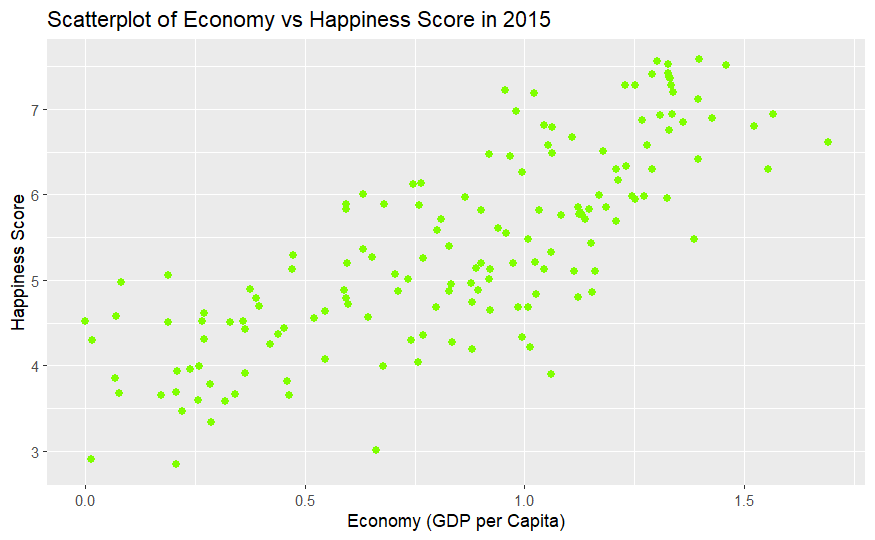 Scatterplot of Economy vs Happiness Score in 2015
Happiness Score
7
6
5
4
3
0.0 0.5 1.0 1.5
Economy (GDP per Capita)